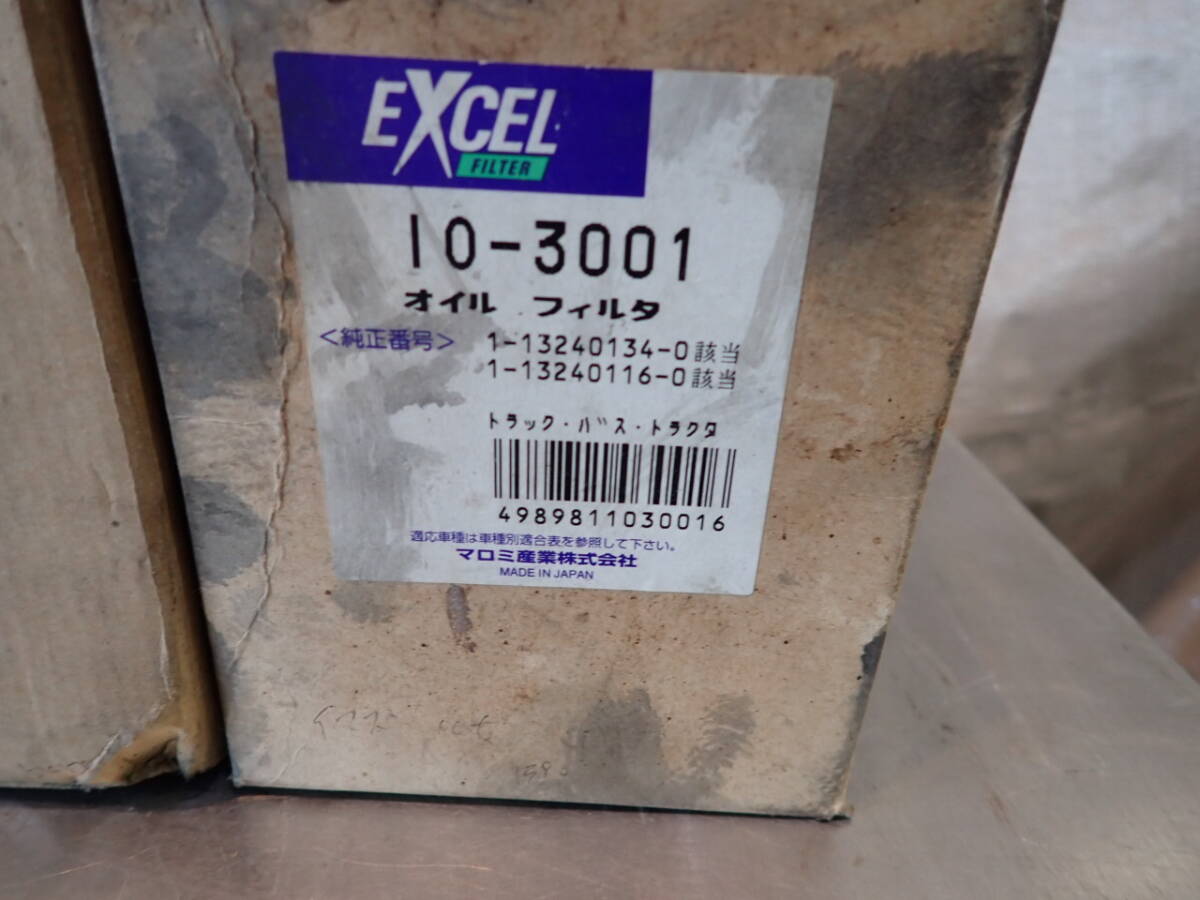 EXCEL
FILTER
IO-3001
オイル フィルタ
<純正番号> 1-13240134-0該当
1-13240116-0該当
トラック・バス・トラクタ
4989811030016
適応車種は車種別適合表を参照して下さい。
マロミ産業株式会社
MADE IN JAPAN